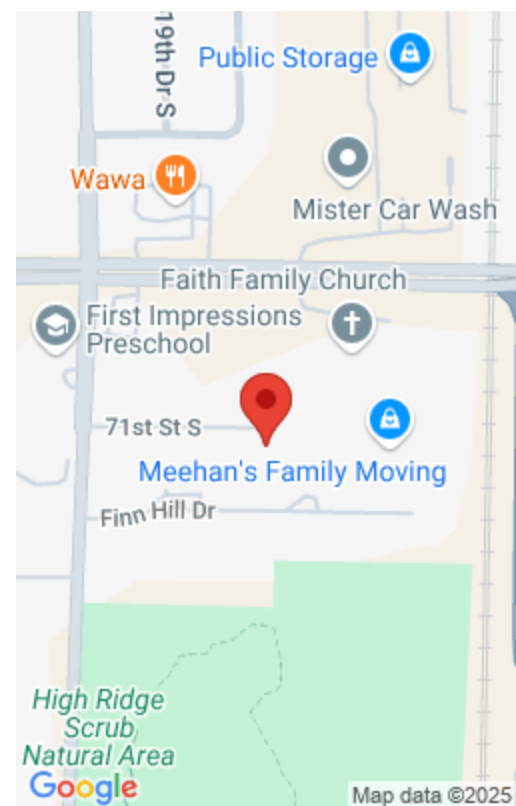 19th Dr S
Public Storage
Wawa
Mister Car Wash
Faith Family Church
First Impressions
Preschool
71st St S
Meehan's Family Moving
Finn Hill Dr
High Ridge
Scrub
Natural Area
Google
Map data ©2025